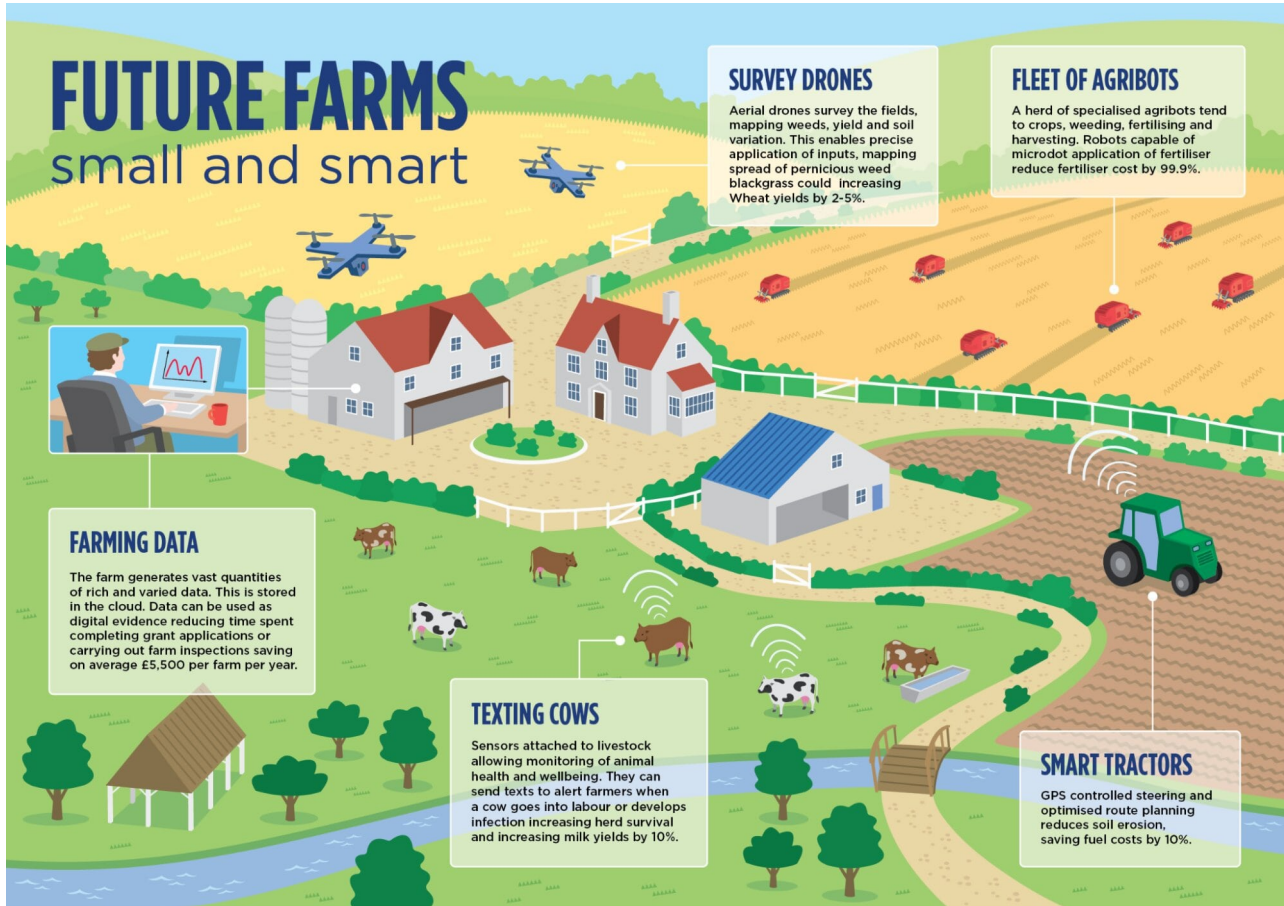 FUTURE FARMS
small and smart
SURVEY DRONES
Aerial drones survey the fields,
mapping weeds, yield and soil
variation. This enables precise
application of inputs, mapping
spread of pernicious weed
blackgrass could increasing
Wheat yields by 2-5%.
FLEET OF AGRIBOTS
A herd of specialised agribots tend
to crops, weeding, fertilising and
harvesting. Robots capable of
microdot application of fertiliser
reduce fertiliser cost by 99.9%.
FARMING DATA
The farm generates vast quantities
of rich and varied data. This is stored
in the cloud. Data can be used as
digital evidence reducing time spent
completing grant applications or
carrying out farm inspections saving
on average £5,500 per farm per year.
TEXTING COWS
Sensors attached to livestock
allowing monitoring of animal
health and wellbeing. They can
send texts to alert farmers when
a cow goes into labour or develops
infection increasing herd survival
and increasing milk yields by 10%.
SMART TRACTORS
GPS controlled steering and
optimised route planning
reduces soil erosion,
saving fuel costs by 10%.